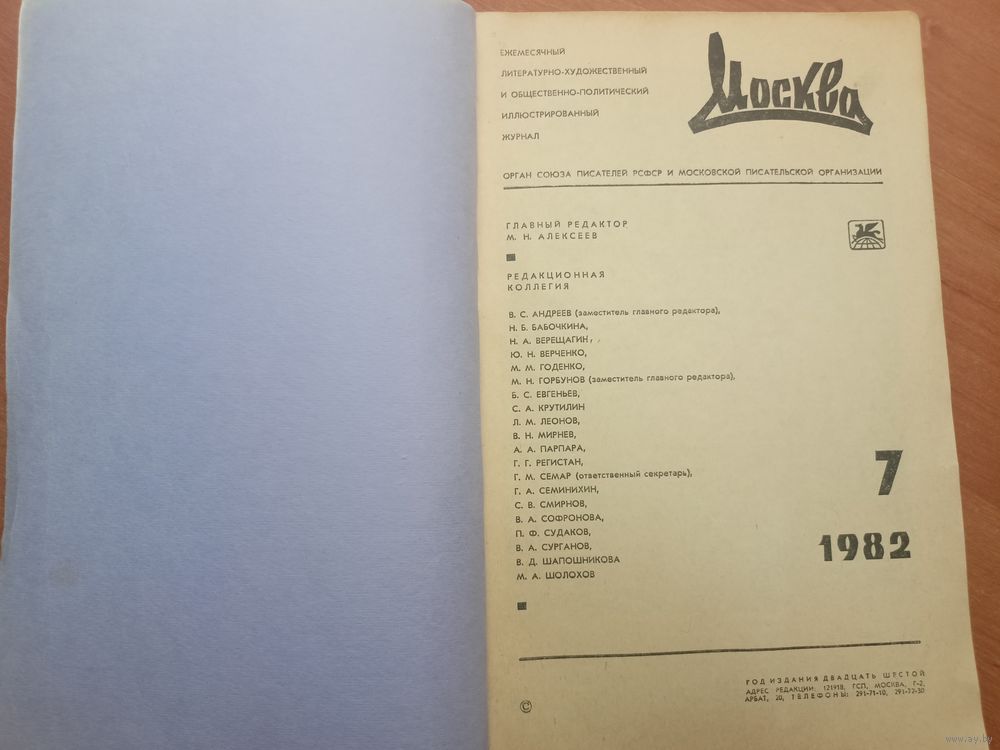 ЕЖЕМЕСЯЧНЫЙ
ЛИТЕРАТУРНО-ХУДОЖЕСТВЕННЫЙ
И ОБЩЕСТВЕННО-ПОЛИТИЧЕСКИЙ
ИЛЛЮСТРИРОВАННЫЙ
ЖУРНАЛ
Москва
ОРГАН СОЮЗА ПИСАТЕЛЕЙ РСФСР И МОСКОВСКОЙ ПИСАТЕЛЬСКОЙ ОРГАНИЗАЦИИ
ГЛАВНЫЙ РЕДАКТОР
М. Н. АЛЕКСЕЕВ
РЕДАКЦИОННАЯ
КОЛЛЕГИЯ
В. С. АНДРЕЕВ (заместитель главного редактора),
Н. Б. БАБОЧКИНА,
Н. А. ВЕРЕЩАГИН,
Ю. Н. ВЕРЧЕНКО,
М. М. ГОДЕНКО,
М. Н. ГОРБУНОВ (заместитель главного редактора),
Б. С. ЕВГЕНЬЕВ,
С. А. КРУТИЛИН
Л. М. ЛЕОНОВ,
В. Н. МИРНЕВ,
А. А. ПАРПАРА,
Г. Г. РЕГИСТАН,
Г. М. СЕМАР (ответственный секретарь),
Г. А. СЕМИНИХИН,
С. В. СМИРНОВ,
В. А. СОФРОНОВА,
П. Ф. СУДАКОВ,
В. А. СУРГАНОВ,
В. Д. ШАПОШНИКОВА
М. А. ШОЛОХОВ
7
1982
ГОД ИЗДАНИЯ ДВАДЦАТЬ ШЕСТОЙ
АДРЕС РЕДАКЦИИ: 121918, ГСП, МОСКВА, Г-2,
АРБАТ, 20, ТЕЛЕФОНЫ: 291-71-10, 291-72-30
©
www.ay.by